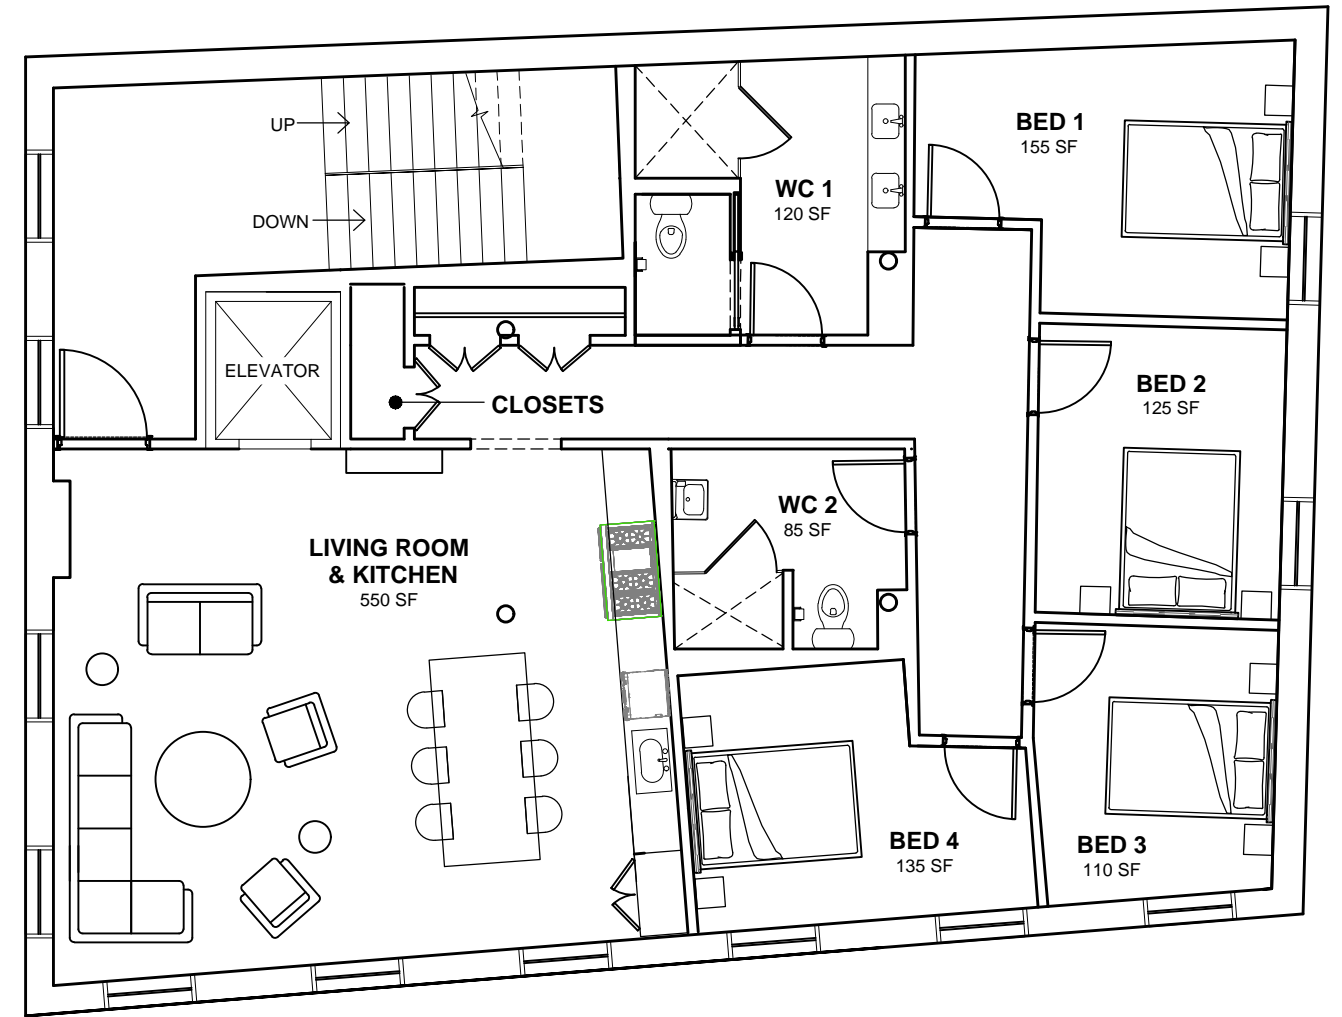 UP
DOWN
ELEVATOR
CLOSETS
WC 1
120 SF
BED 1
155 SF
BED 2
125 SF
WC 2
85 SF
LIVING ROOM
& KITCHEN
550 SF
BED 4
135 SF
BED 3
110 SF